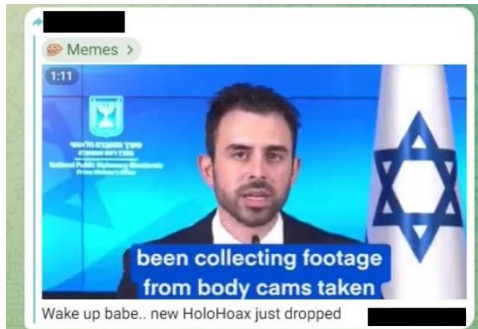 Memes >
1:11
National Public Diplomacy Directorate
Prime Minister's Office
been collecting footage
from body cams taken
Wake up babe.. new HoloHoax just dropped